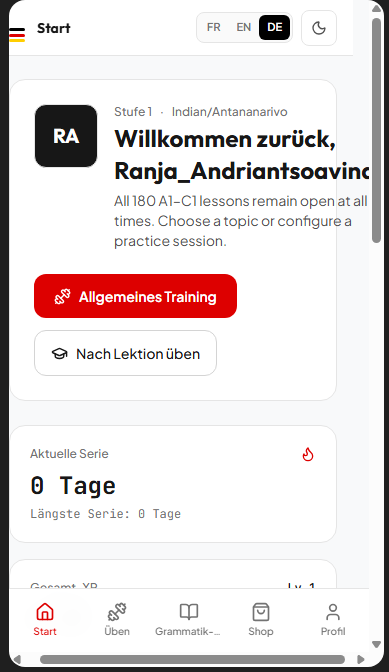 Start
FR EN DE
RA
Stufe 1 · Indian/Antananarivo
Willkommen zurück,
Ranja_Andriantsoavina
All 180 A1–C1 lessons remain open at all
times. Choose a topic or configure a
practice session.
Allgemeines Training
Nach Lektion üben
Aktuelle Serie
0 Tage
Längste Serie: 0 Tage
Gesamt-XP
Lv. 1
Start
Üben
Grammatik-...
Shop
Profil